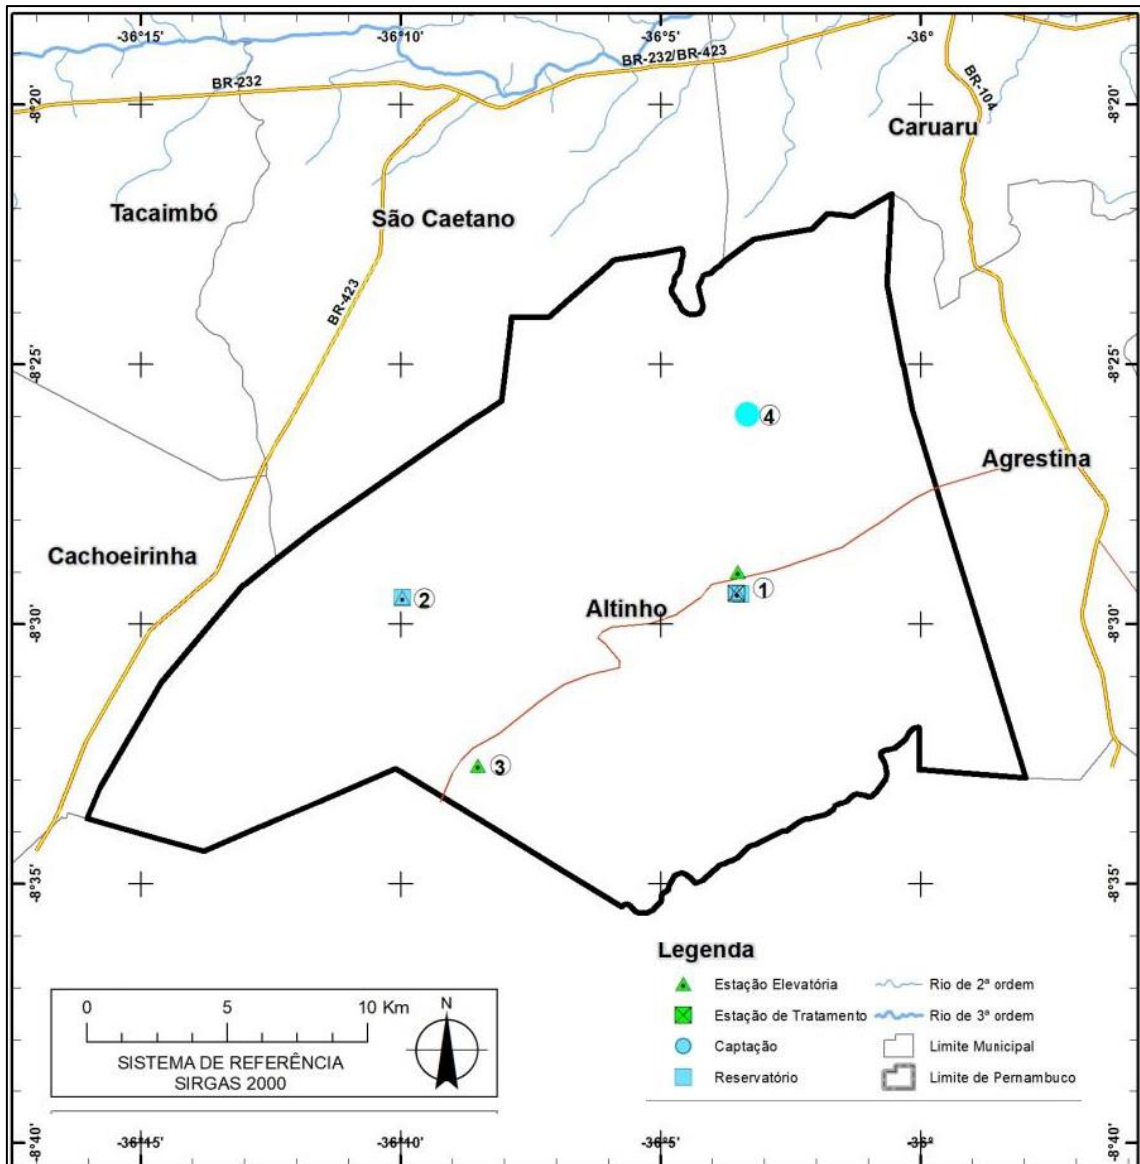 -36°15' -36°10' -36°5' -36°
BR-232/BR-423
BR-232
BR-104
-8°20' -8°20'
Caruaru
Tacaimbó
São Caetano
BR-423
-8°25' -8°25'
4
Agrestina
Cachoeirinha
1
2
Altinho
-8°30' -8°30'
3
-8°35' -8°35'
Legenda
Estação Elevatória
Estação de Tratamento
Captação
Reservatório
Rio de 2ª ordem
Rio de 3ª ordem
Limite Municipal
Limite de Pernambuco
0 5 10 Km
N
SISTEMA DE REFERÊNCIA
SIRGAS 2000
-8°40' -8°40'
-36°15' -36°10' -36°5' -36°